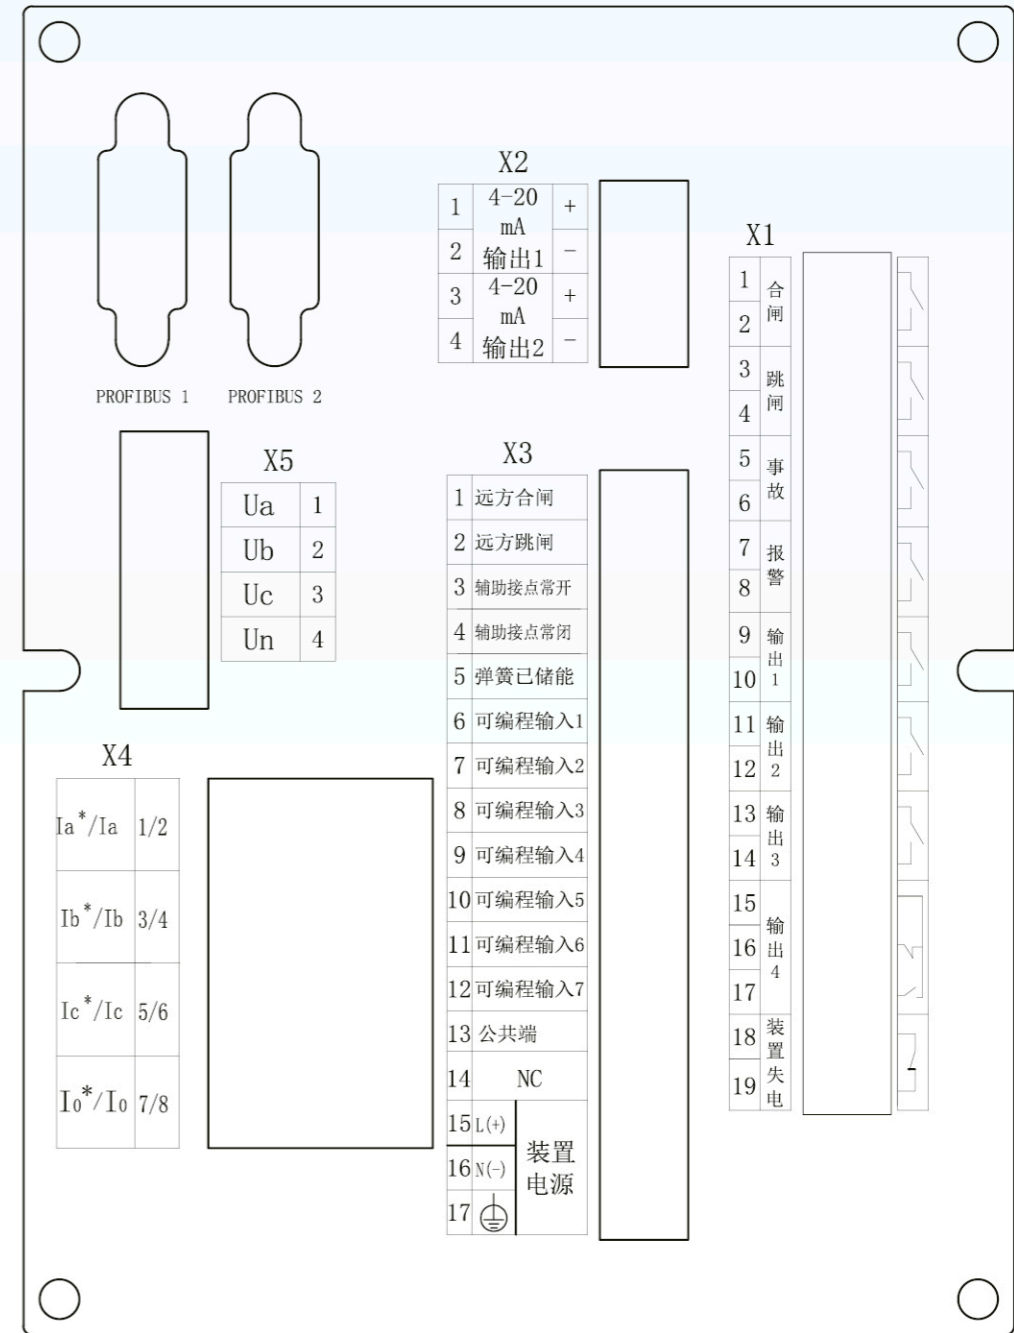 PROFIBUS 1
PROFIBUS 2
X2
1
4-20
mA
输出1
+
2
-
3
4-20
mA
输出2
+
4
-
X1
1
2
合闸
3
4
跳闸
5
6
事故
7
8
报警
9
10
输出1
11
12
输出2
13
14
输出3
15
16
17
输出4
18
19
装置失电
X5
Ua 1
Ub 2
Uc 3
Un 4
X3
1 远方合闸
2 远方跳闸
3 辅助接点常开
4 辅助接点常闭
5 弹簧已储能
6 可编程输入1
7 可编程输入2
8 可编程输入3
9 可编程输入4
10 可编程输入5
11 可编程输入6
12 可编程输入7
13 公共端
14 NC
15 L(+)
16 N(-)
17
装置
电源
X4
Ia*/Ia 1/2
Ib*/Ib 3/4
Ic*/Ic 5/6
I0*/I0 7/8